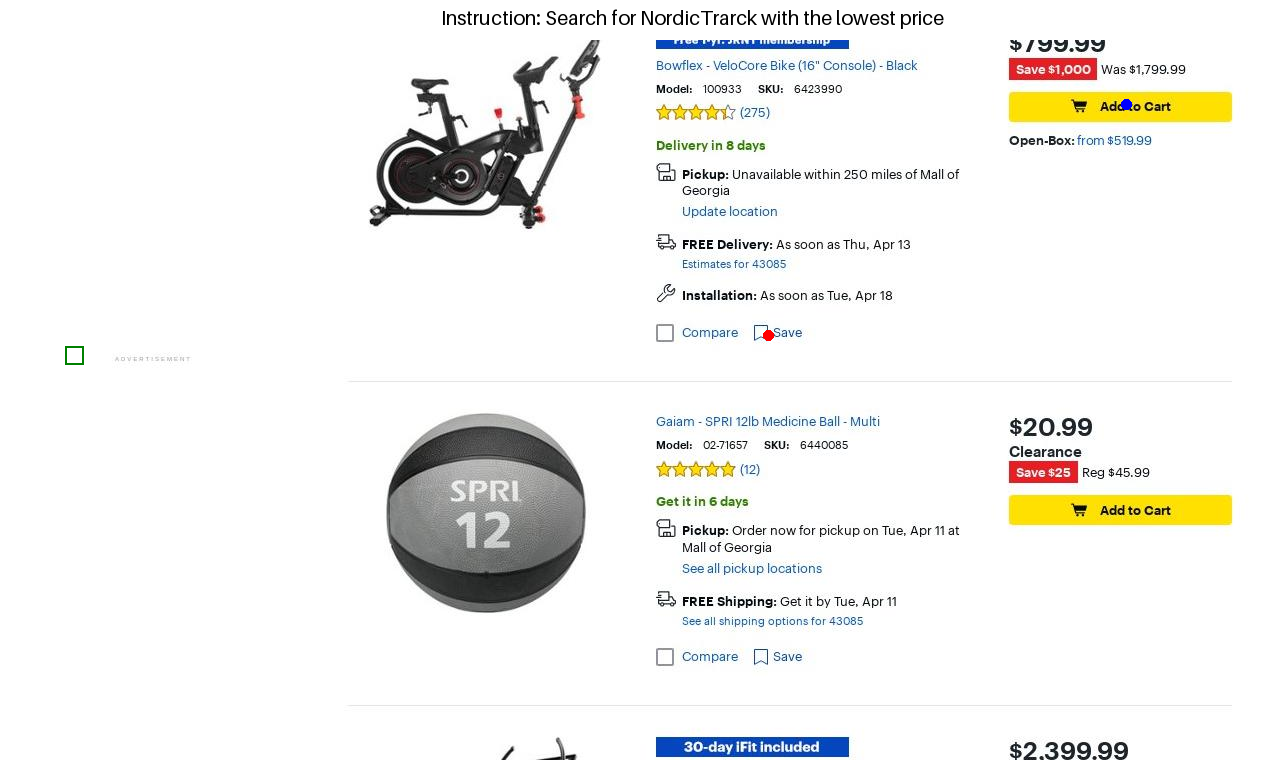 Instruction: Search for NordicTrarck with the lowest price
Free 1yr. JRNY membership
$799.99
Bowflex - VeloCore Bike (16" Console) - Black
Save $1,000 Was $1,799.99
Model: 100933 SKU: 6423990
Add to Cart
(275)
Open-Box: from $519.99
Delivery in 8 days
Pickup: Unavailable within 250 miles of Mall of
Georgia
Update location
FREE Delivery: As soon as Thu, Apr 13
Estimates for 43085
Installation: As soon as Tue, Apr 18
Compare Save
ADVERTISEMENT
Gaiam - SPRI 12lb Medicine Ball - Multi
$20.99
Model: 02-71657 SKU: 6440085
Clearance
(12)
Save $25 Reg $45.99
SPRI
12
Get it in 6 days
Add to Cart
Pickup: Order now for pickup on Tue, Apr 11 at
Mall of Georgia
See all pickup locations
FREE Shipping: Get it by Tue, Apr 11
See all shipping options for 43085
Compare Save
30-day iFit included
$2,399.99